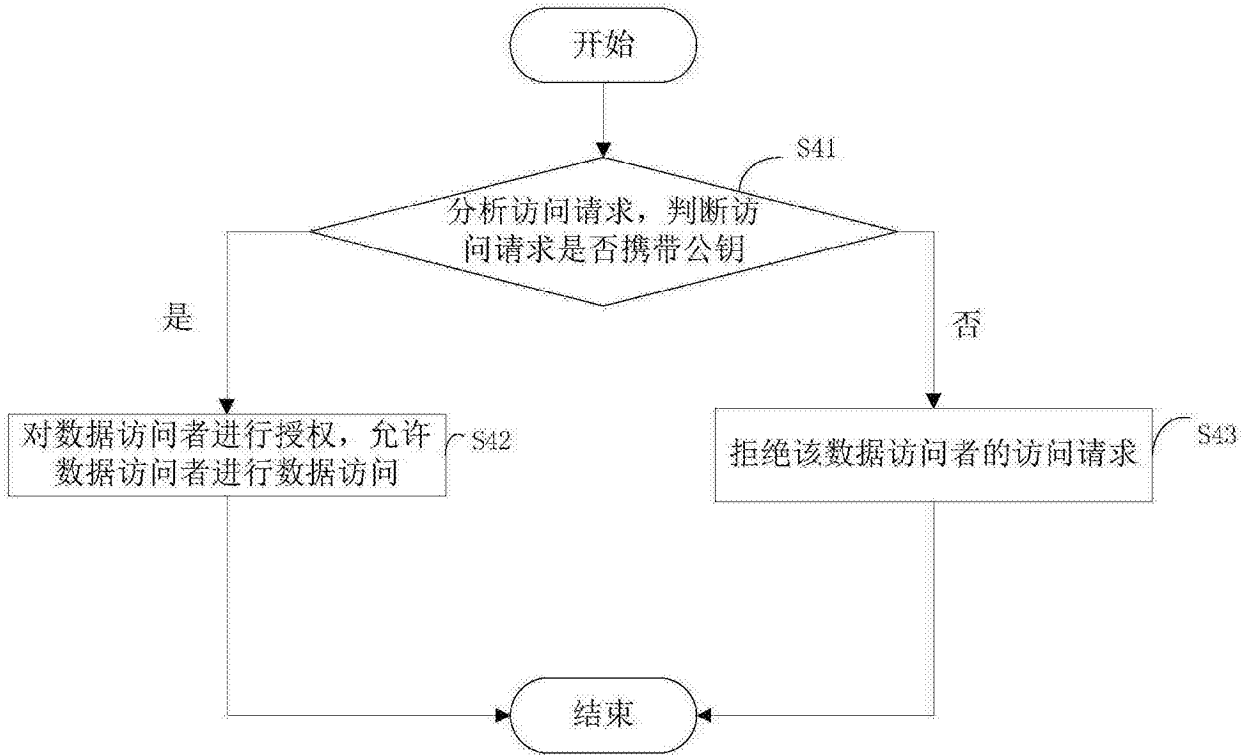 开始
S41
分析访问请求，判断访
问请求是否携带公钥
是
否
对数据访问者进行授权，允许
数据访问者进行数据访问
S42
拒绝该数据访问者的访问请求
S43
结束